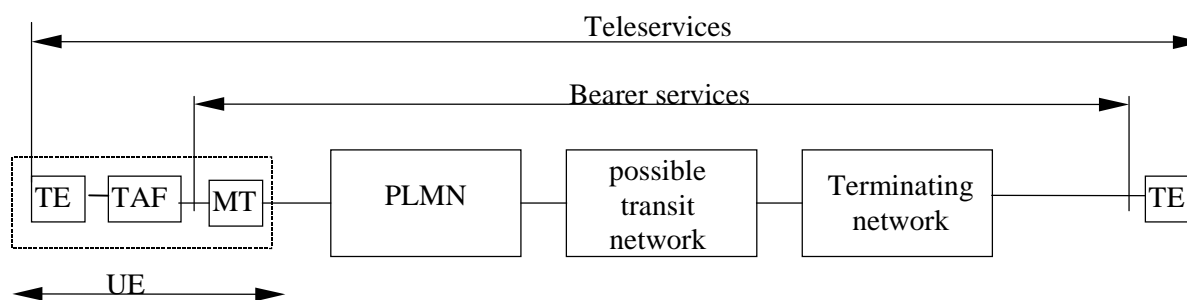 Teleservices
Bearer services
TE
TAF
MT
PLMN
possible
transit
network
Terminating
network
TE
UE